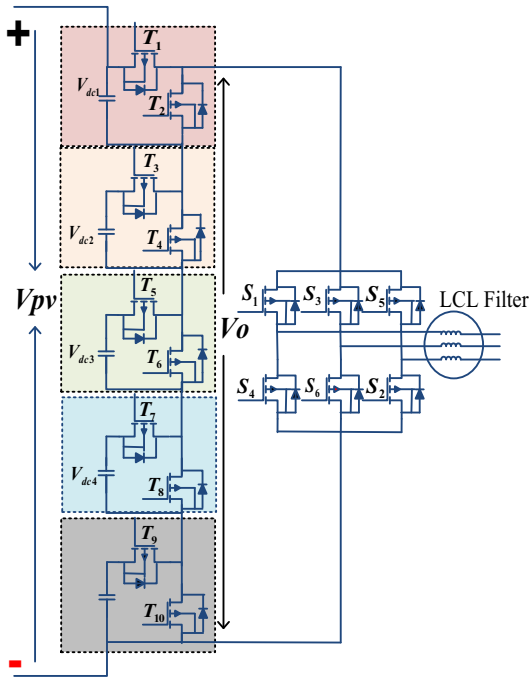 +
T1
Vdc1
T2
T3
Vdc2
T4
Vpv
T5
Vdc3
T6
Vo
S1
S3
S5
LCL Filter
S4
S6
S2
T7
Vdc4
T8
T9
T10
-